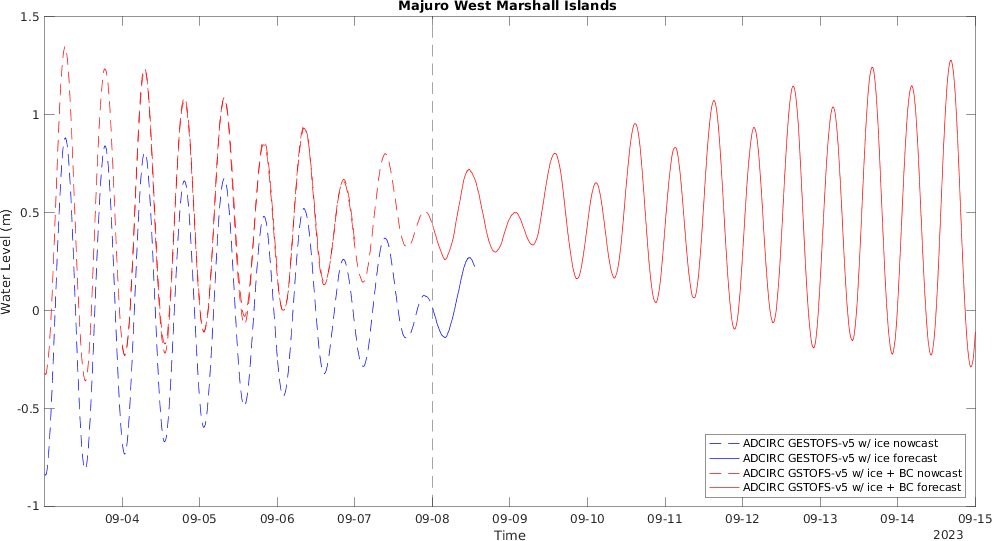 Majuro West Marshall Islands
1.5
1
0.5
0
-0.5
-1
Water Level (m)
ADCIRC GESTOFS-v5 w/ ice nowcast
ADCIRC GESTOFS-v5 w/ ice forecast
ADCIRC GSTOFS-v5 w/ ice + BC nowcast
ADCIRC GSTOFS-v5 w/ ice + BC forecast
09-04 09-05 09-06 09-07 09-08 09-09 09-10 09-11 09-12 09-13 09-14 09-15
Time
2023